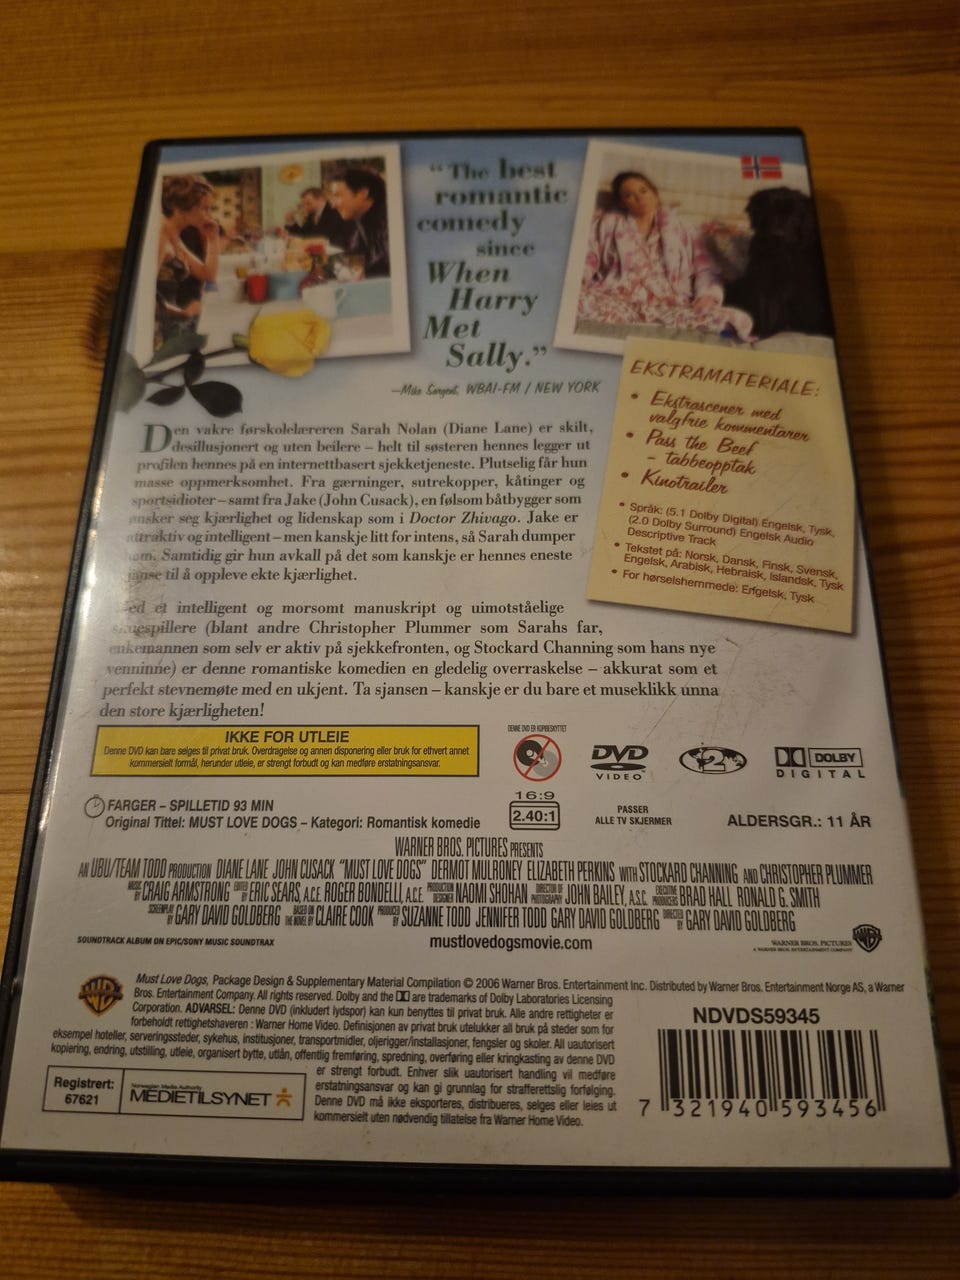 "The best
romantic
comedy
since
When
Harry
Met
Sally."
—Mike Sargent, WBAI-FM / NEW YORK
EKSTRAMATERIALE:
• Ekstrascener med
valgfrie kommentarer
• Pass the Beef
– tabbeopptak
• Kinotrailer
• Språk: (5.1 Dolby Digital) Engelsk, Tysk,
(2.0 Dolby Surround) Engelsk Audio
Descriptive Track
• Tekstet på: Norsk, Dansk, Finsk, Svensk,
Engelsk, Arabisk, Hebraisk, Islandsk, Tysk
• For hørselshemmede: Engelsk, Tysk
Den vakre førskolelæreren Sarah Nolan (Diane Lane) er skilt,
desillusjonert og uten beilere – helt til søsteren hennes legger ut
profilen hennes på en internettbasert sjekketjeneste. Plutselig får hun
masse oppmerksomhet. Fra gærninger, sutrekopper, kåtinger og
sportsidioter – samt fra Jake (John Cusack), en følsom båtbygger som
ønsker seg kjærlighet og lidenskap som i Doctor Zhivago. Jake er
attraktiv og intelligent – men kanskje litt for intens, så Sarah dumper
ham. Samtidig gir hun avkall på det som kanskje er hennes eneste
sjanse til å oppleve ekte kjærlighet.
Med et intelligent og morsomt manuskript og uimotståelige
skuespillere (blant andre Christopher Plummer som Sarahs far,
enkemannen som selv er aktiv på sjekkefronten, og Stockard Channing som hans nye
venninne) er denne romantiske komedien en gledelig overraskelse – akkurat som et
perfekt stevnemøte med en ukjent. Ta sjansen – kanskje er du bare et museklikk unna
den store kjærligheten!
IKKE FOR UTLEIE
Denne DVD kan bare selges til privat bruk. Overdragelse og annen disponering eller bruk for ethvert annet
kommersielt formål, herunder utleie, er strengt forbudt og kan medføre erstatningsansvar.
DENNE DVD ER KOPIBESKYTTET
DVD
VIDEO
2
DOLBY
DIGITAL
FARGER – SPILLETID 93 MIN
Original Tittel: MUST LOVE DOGS – Kategori: Romantisk komedie
16:9
2.40:1
PASSER
ALLE TV SKJERMER
ALDERSGR.: 11 ÅR
WARNER BROS. PICTURES PRESENTS
AN UBU/TEAM TODD PRODUCTION DIANE LANE JOHN CUSACK "MUST LOVE DOGS" DERMOT MULRONEY ELIZABETH PERKINS WITH STOCKARD CHANNING AND CHRISTOPHER PLUMMER
MUSIC BY CRAIG ARMSTRONG EDITED BY ERIC SEARS, A.C.E. ROGER BONDELLI, A.C.E. PRODUCTION DESIGNER NAOMI SHOHAN DIRECTOR OF PHOTOGRAPHY JOHN BAILEY, A.S.C. EXECUTIVE PRODUCERS BRAD HALL RONALD G. SMITH
SCREENPLAY BY GARY DAVID GOLDBERG BASED ON THE NOVEL BY CLAIRE COOK PRODUCED BY SUZANNE TODD JENNIFER TODD GARY DAVID GOLDBERG DIRECTED BY GARY DAVID GOLDBERG
SOUNDTRACK ALBUM ON EPIC/SONY MUSIC SOUNDTRAX
mustlovedogsmovie.com
WARNER BROS. PICTURES
A WARNER BROS. ENTERTAINMENT COMPANY
Must Love Dogs, Package Design & Supplementary Material Compilation © 2006 Warner Bros. Entertainment Inc. Distributed by Warner Bros. Entertainment Norge AS, a Warner
Bros. Entertainment Company. All rights reserved. Dolby and the DD are trademarks of Dolby Laboratories Licensing
Corporation. ADVARSEL: Denne DVD (inkludert lydspor) kan kun benyttes til privat bruk. Alle andre rettigheter er
forbeholdt rettighetshaveren : Warner Home Video. Definisjonen av privat bruk utelukker all bruk på steder som for
eksempel hoteller, serveringssteder, sykehus, institusjoner, transportmidler, oljerigger/installasjoner, fengsler og skoler. All uautorisert
kopiering, endring, utstilling, utleie, organisert bytte, utlån, offentlig fremføring, spredning, overføring eller kringkasting av denne DVD
er strengt forbudt. Enhver slik uautorisert handling vil medføre
erstatningsansvar og kan gi grunnlag for strafferettslig forfølging.
Denne DVD må ikke eksporteres, distribueres, selges eller leies ut
kommersielt uten nødvendig tillatelse fra Warner Home Video.
Registrert:
67621
Norwegian Media Authority
MEDIETILSYNET
NDVDS59345
7 321940 593456